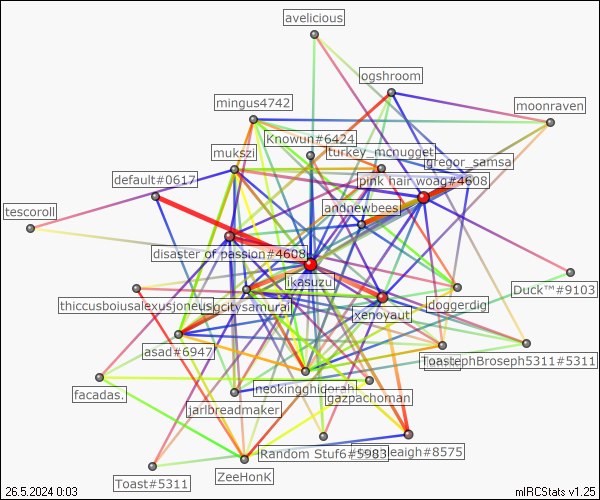 avelicious
ogshroom
mingus4742
moonraven
Knowun#6424
turkey_mcnugget
mukszi
gregor_samsa
default#0617
pink hair woag#4608
tescoroll
andnewbees
disaster of passion#4608
ikasuzu
Duck™#9103
doggerdig
thiccusboiusalexusjoneus
gcitysamurai
xenoyaut
asad#6947
ToastephBroseph5311#5311
neokingghidorah
facadas.
gazpachoman
jarlbreadmaker
Random Stuf6#5983
eaigh#8575
Toast#5311
ZeeHonK
26.5.2024 0:03
mIRCStats v1.25